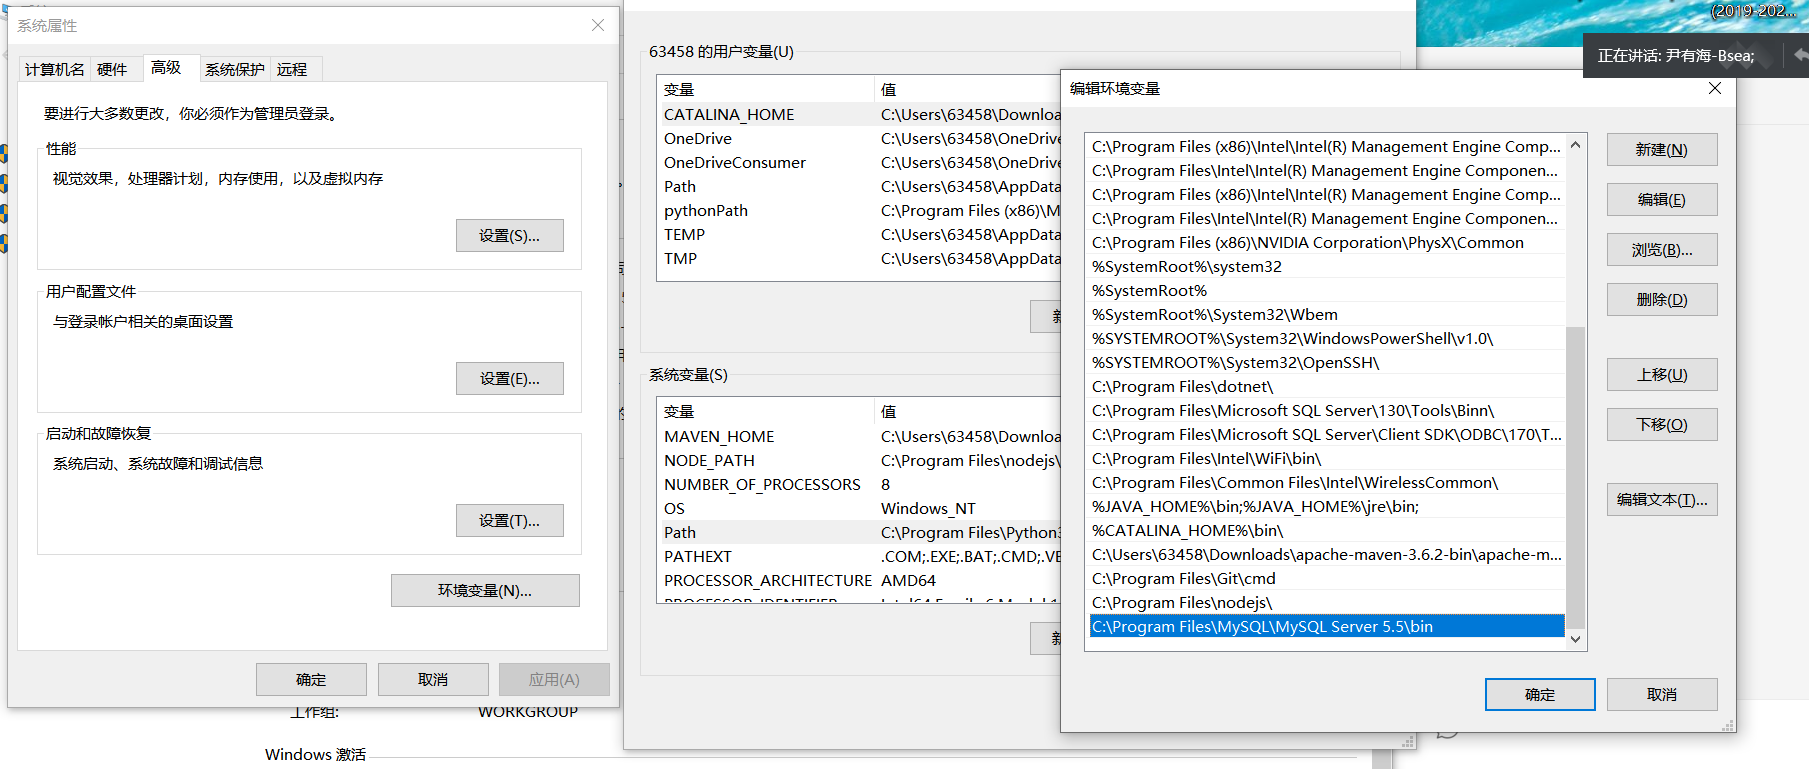 系统属性
计算机名
硬件
高级
系统保护
远程
要进行大多数更改，你必须作为管理员登录。
性能
视觉效果，处理器计划，内存使用，以及虚拟内存
设置(S)...
用户配置文件
与登录帐户相关的桌面设置
设置(E)...
启动和故障恢复
系统启动、系统故障和调试信息
设置(T)...
环境变量(N)...
确定
取消
应用(A)
工作组:
WORKGROUP
Windows 激活
63458 的用户变量(U)
变量
值
CATALINA_HOME
C:\Users\63458\Downloa
OneDrive
C:\Users\63458\OneDrive
OneDriveConsumer
C:\Users\63458\OneDrive
Path
C:\Users\63458\AppData
pythonPath
C:\Program Files (x86)\M
TEMP
C:\Users\63458\AppData
TMP
C:\Users\63458\AppData
系统变量(S)
变量
值
MAVEN_HOME
C:\Users\63458\Downloa
NODE_PATH
C:\Program Files\nodejs\
NUMBER_OF_PROCESSORS
8
OS
Windows_NT
Path
C:\Program Files\Python3
PATHEXT
.COM;.EXE;.BAT;.CMD;.VE
PROCESSOR_ARCHITECTURE
AMD64
(2019-202...
正在讲话: 尹有海-Bsea;
编辑环境变量
C:\Program Files (x86)\Intel\Intel(R) Management Engine Comp...
C:\Program Files\Intel\Intel(R) Management Engine Componen...
C:\Program Files (x86)\Intel\Intel(R) Management Engine Comp...
C:\Program Files\Intel\Intel(R) Management Engine Componen...
C:\Program Files (x86)\NVIDIA Corporation\PhysX\Common
%SystemRoot%\system32
%SystemRoot%
%SystemRoot%\System32\Wbem
%SYSTEMROOT%\System32\WindowsPowerShell\v1.0\
%SYSTEMROOT%\System32\OpenSSH\
C:\Program Files\dotnet\
C:\Program Files\Microsoft SQL Server\130\Tools\Binn\
C:\Program Files\Microsoft SQL Server\Client SDK\ODBC\170\T...
C:\Program Files\Intel\WiFi\bin\
C:\Program Files\Common Files\Intel\WirelessCommon\
%JAVA_HOME%\bin;%JAVA_HOME%\jre\bin;
%CATALINA_HOME%\bin\
C:\Users\63458\Downloads\apache-maven-3.6.2-bin\apache-m...
C:\Program Files\Git\cmd
C:\Program Files\nodejs\
C:\Program Files\MySQL\MySQL Server 5.5\bin
新建(N)
编辑(E)
浏览(B)...
删除(D)
上移(U)
下移(O)
编辑文本(T)...
确定
取消